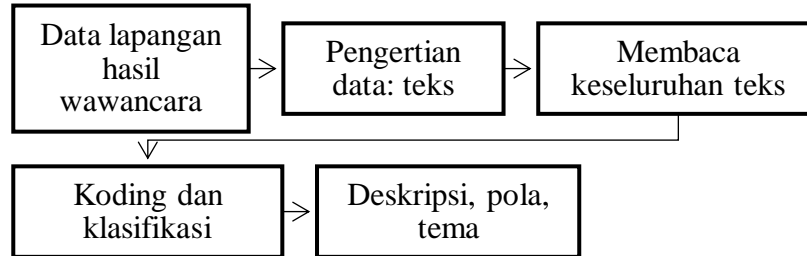 Data lapangan
hasil
wawancara
Pengertian
data: teks
Membaca
keseluruhan teks
Koding dan
klasifikasi
Deskripsi, pola,
tema